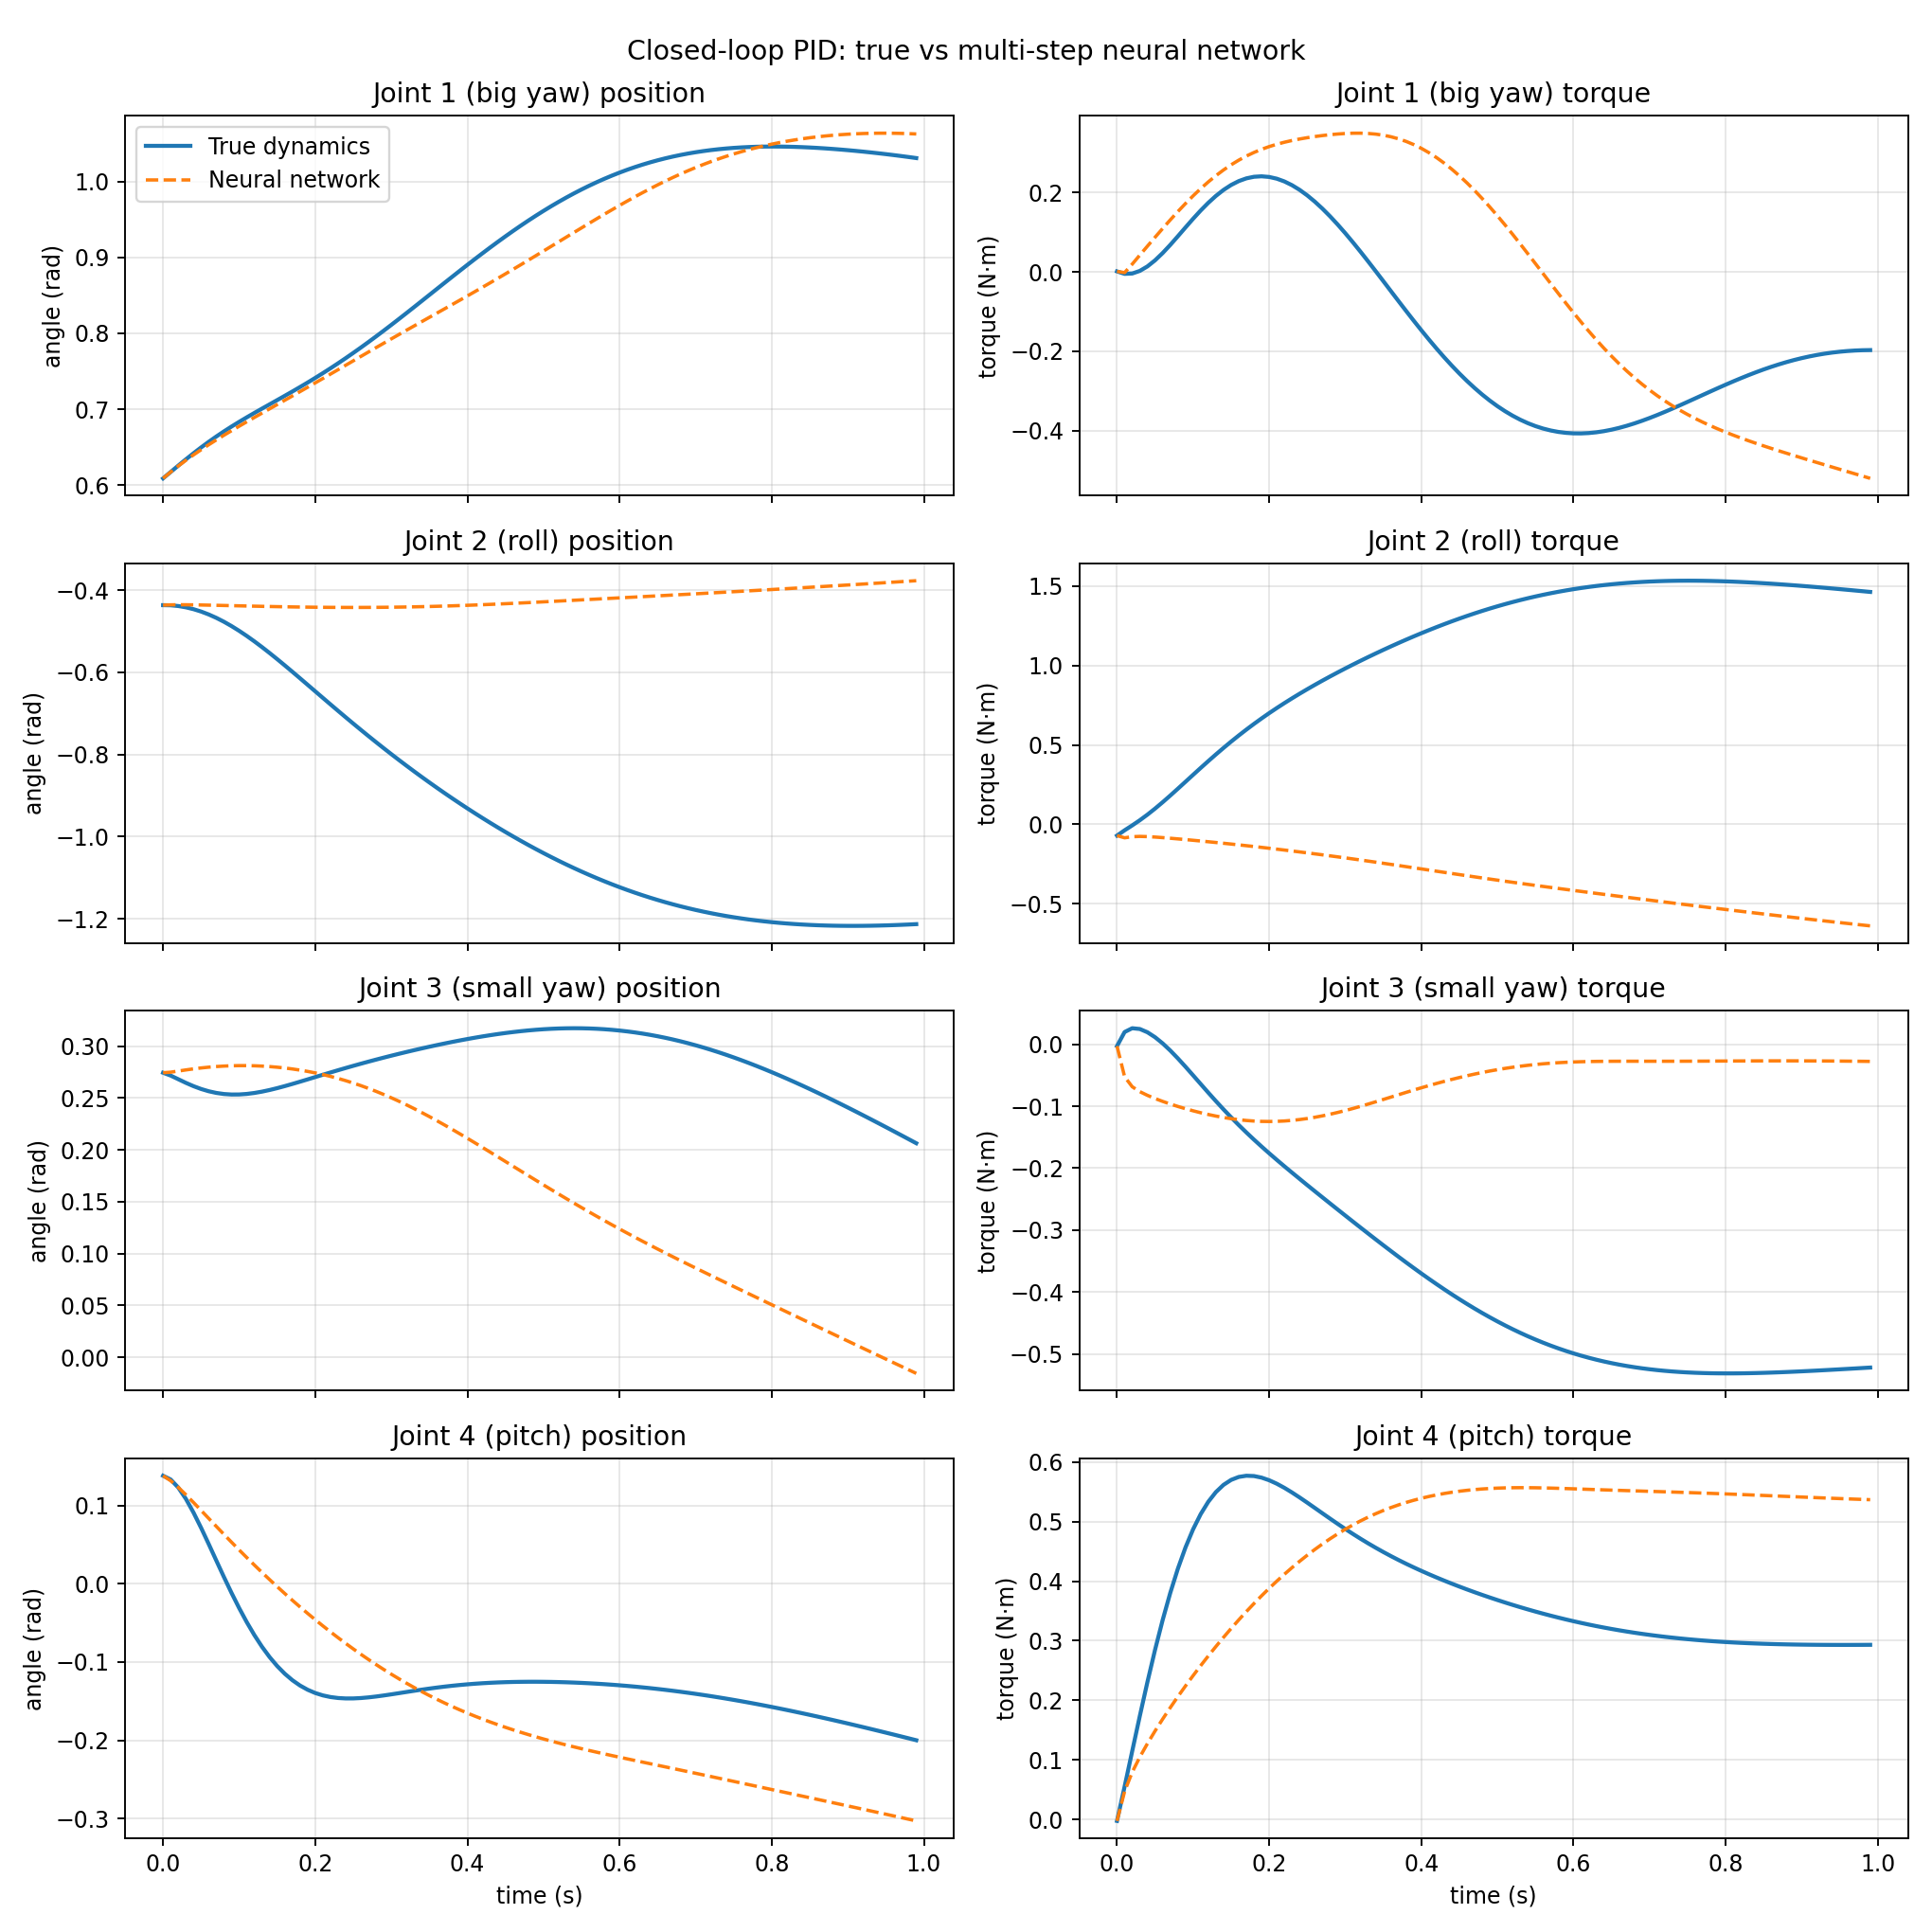 Closed-loop PID: true vs multi-step neural network
Joint 1 (big yaw) position
True dynamics
Neural network
angle (rad)
1.0
0.9
0.8
0.7
0.6
Joint 1 (big yaw) torque
torque (N·m)
0.2
0.0
−0.2
−0.4
Joint 2 (roll) position
angle (rad)
−0.4
−0.6
−0.8
−1.0
−1.2
Joint 2 (roll) torque
torque (N·m)
1.5
1.0
0.5
0.0
−0.5
Joint 3 (small yaw) position
angle (rad)
0.30
0.25
0.20
0.15
0.10
0.05
0.00
Joint 3 (small yaw) torque
torque (N·m)
0.0
−0.1
−0.2
−0.3
−0.4
−0.5
Joint 4 (pitch) position
angle (rad)
0.1
0.0
−0.1
−0.2
−0.3
0.0 0.2 0.4 0.6 0.8 1.0
time (s)
Joint 4 (pitch) torque
torque (N·m)
0.6
0.5
0.4
0.3
0.2
0.1
0.0
0.0 0.2 0.4 0.6 0.8 1.0
time (s)